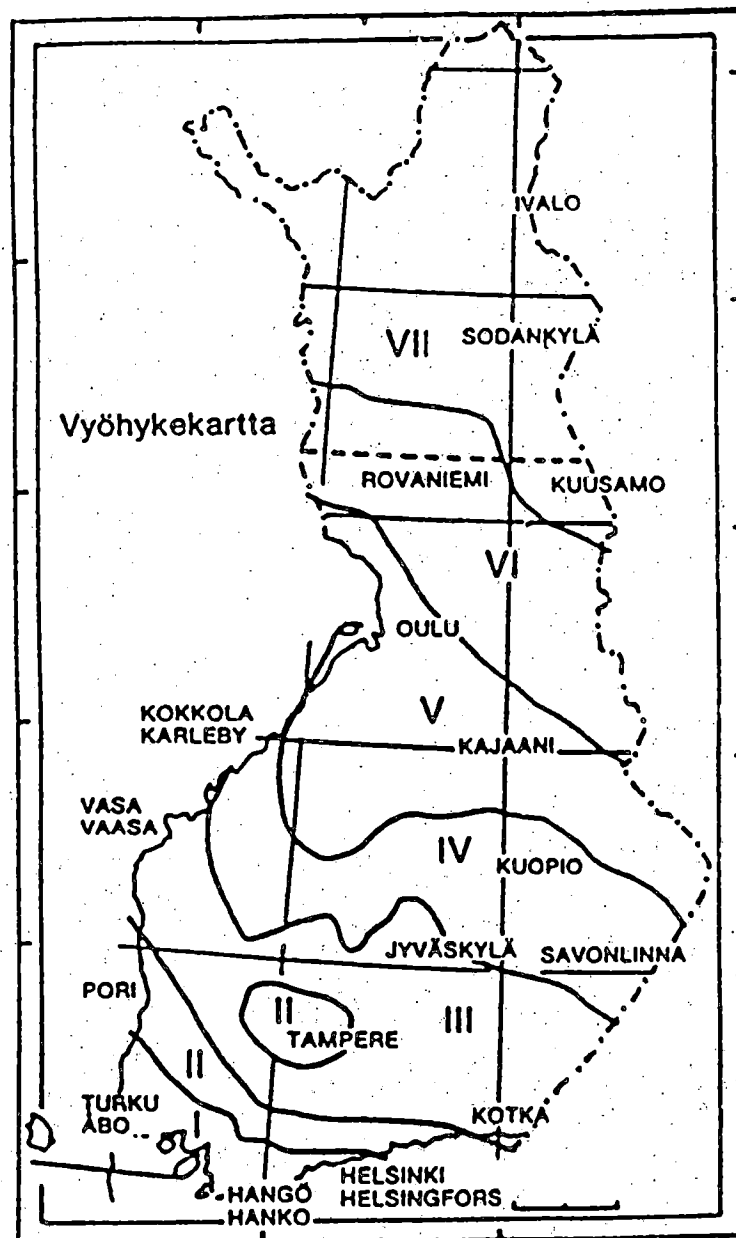 IVALO
VII
SODANKYLÄ
Vyöhykekartta
ROVANIEMI
KUUSAMO
VI
OULU
V
KOKKOLA
KARLEBY
KAJAANI
VASA
VAASA
IV
KUOPIO
JYVÄSKYLÄ
SAVONLINNA
PORI
II
TAMPERE
III
II
TURKU
ÅBO
I
KOTKA
HELSINKI
HELSINGFORS
HANGÖ
HANKO